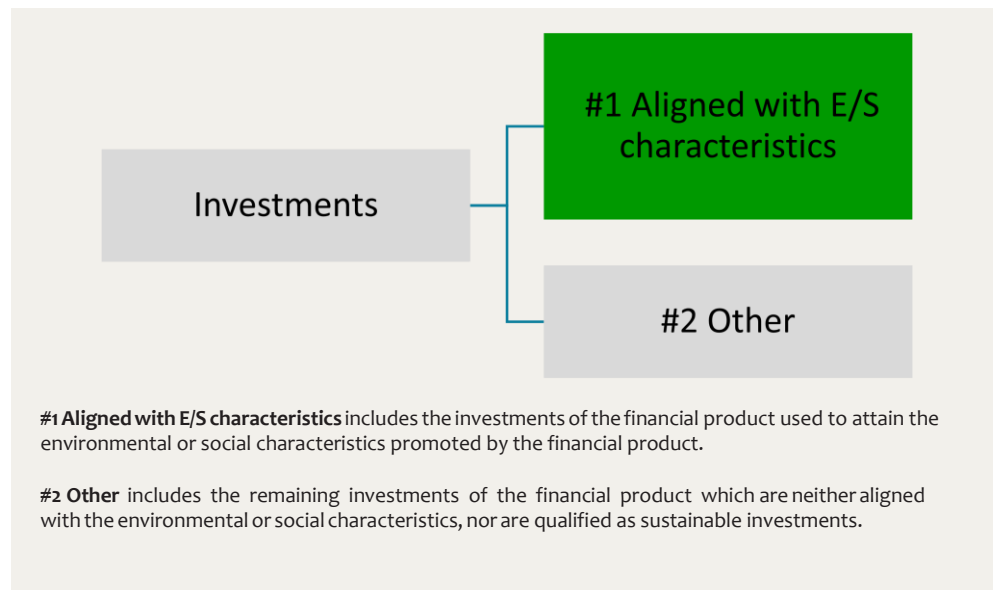 #1 Aligned with E/S
characteristics
Investments
#2 Other
#1 Aligned with E/S characteristics includes the investments of the financial product used to attain the
environmental or social characteristics promoted by the financial product.
#2 Other includes the remaining investments of the financial product which are neither aligned
with the environmental or social characteristics, nor are qualified as sustainable investments.